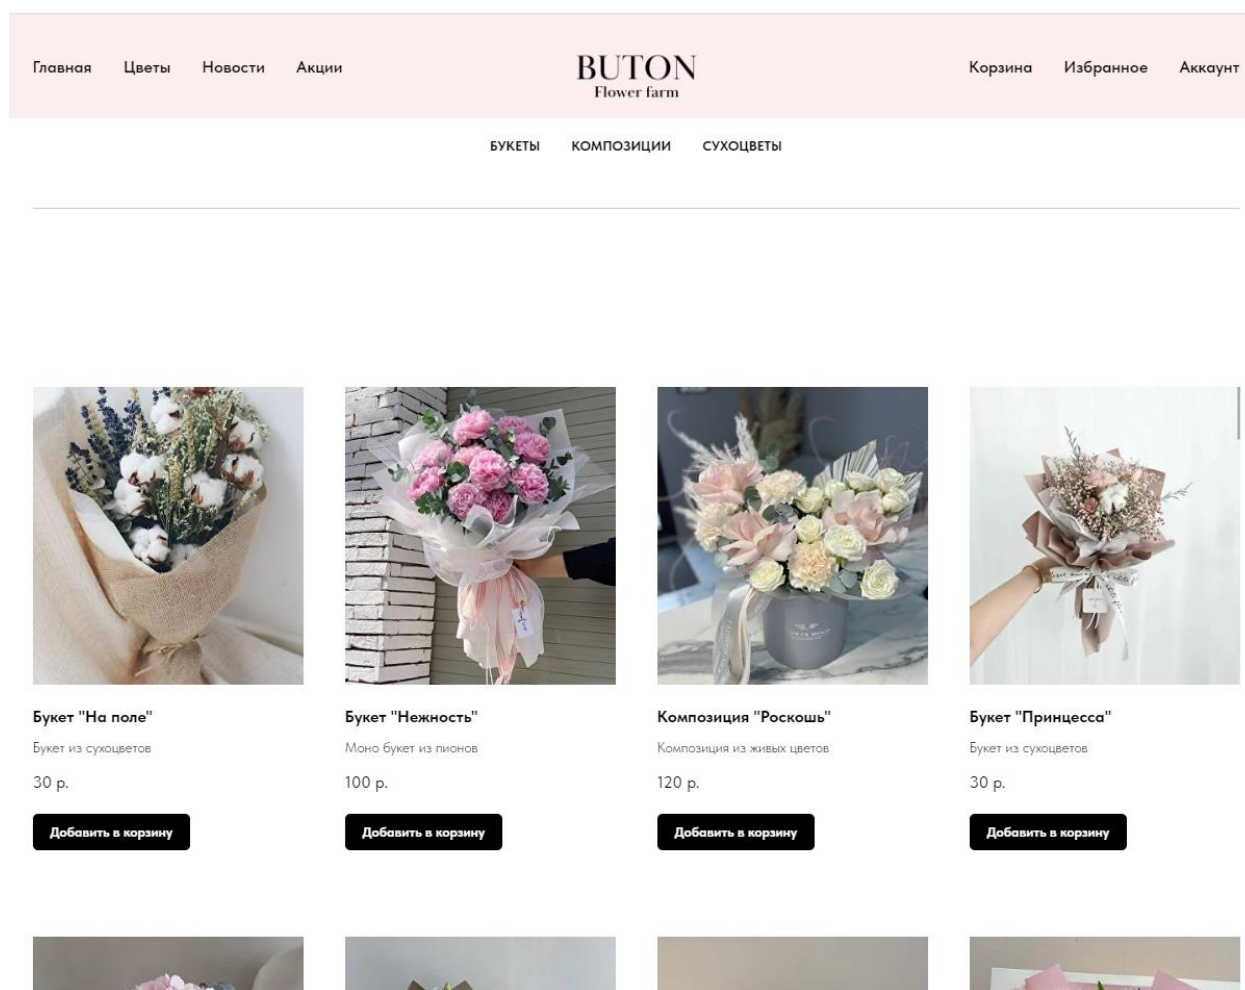 Главная Цветы Новости Акции
BUTON
Flower farm
Корзина Избранное Аккаунт
БУКЕТЫ КОМПОЗИЦИИ СУХОЦВЕТЫ
Букет "На поле"
Букет из сухоцветов
30 р.
Добавить в корзину
Букет "Нежность"
Моно букет из пионов
100 р.
Добавить в корзину
Композиция "Роскошь"
Композиция из живых цветов
120 р.
Добавить в корзину
Букет "Принцесса"
Букет из сухоцветов
30 р.
Добавить в корзину